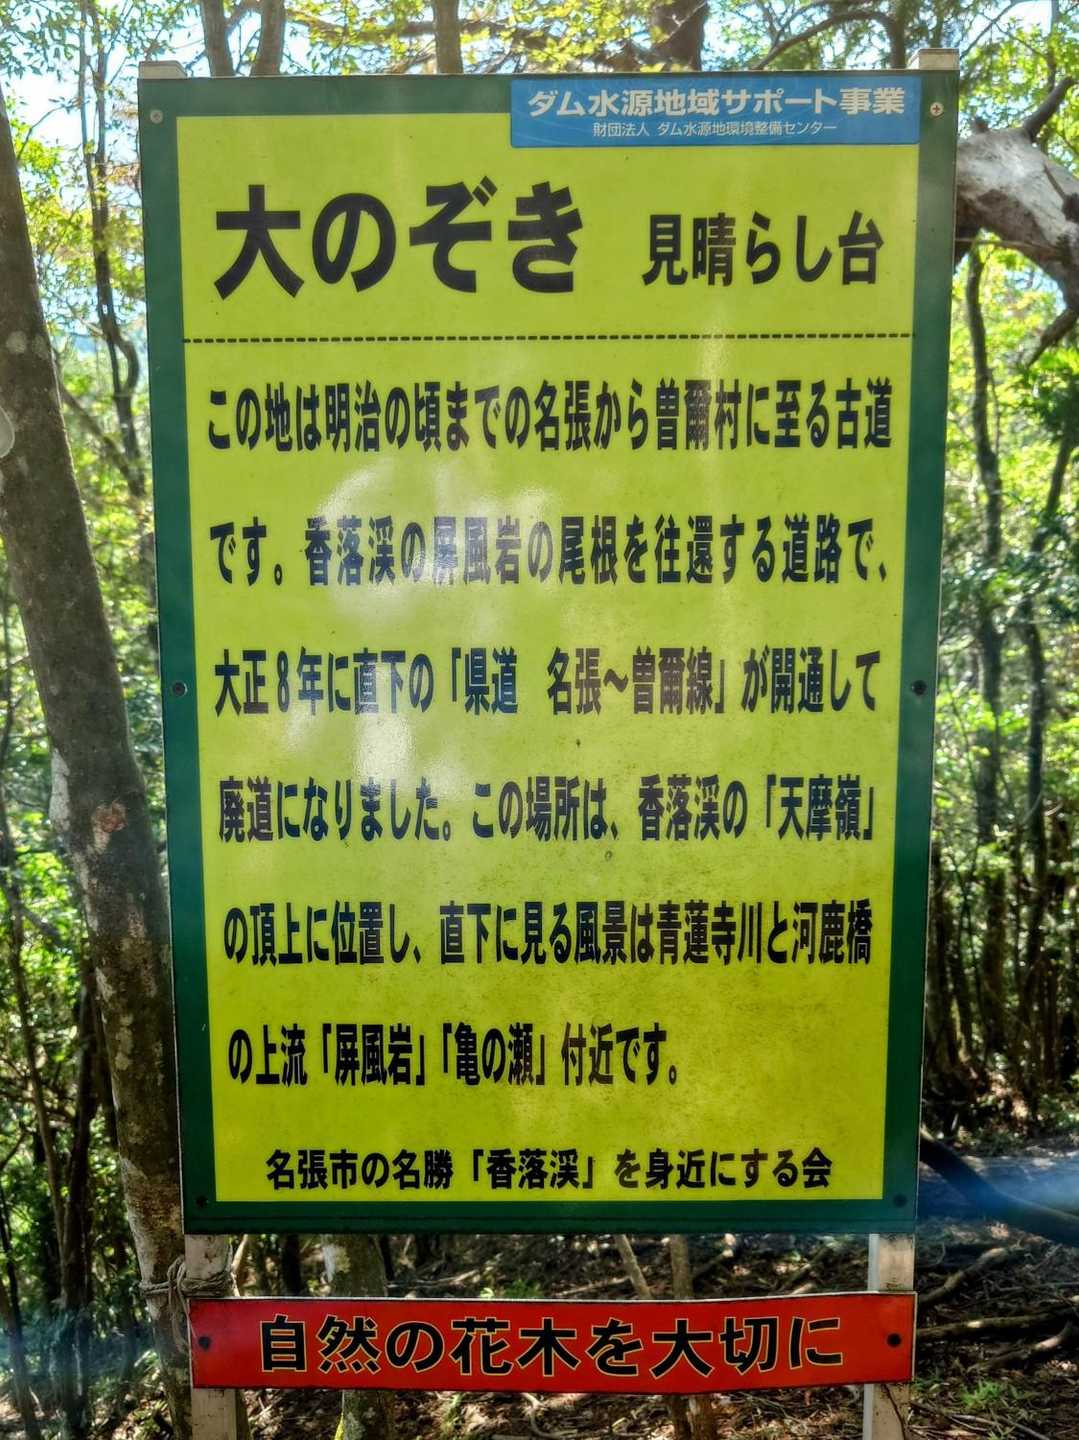 ダム水源地域サポート事業
財団法人 ダム水源地環境整備センター
大のぞき 見晴らし台
この地は明治の頃までの名張から曽爾村に至る古道
です。香落渓の屏風岩の尾根を往還する道路で、
大正8年に直下の「県道 名張〜曽爾線」が開通して
廃道になりました。この場所は、香落渓の「天摩嶺」
の頂上に位置し、直下に見る風景は青蓮寺川と河鹿橋
の上流「屏風岩」「亀の瀬」付近です。
名張市の名勝「香落渓」を身近にする会
自然の花木を大切に